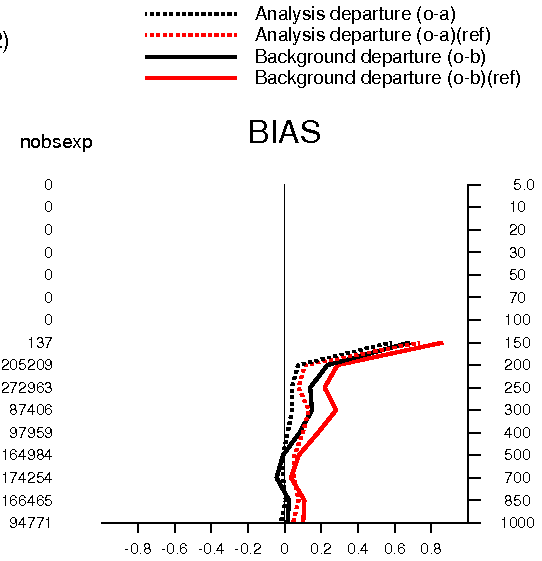 Analysis departure (o-a)
2) Analysis departure (o-a)(ref)
Background departure (o-b)
Background departure (o-b)(ref)
BIAS
nobsexp
0 5.0
0 10
0 20
0 30
0 50
0 70
0 100
137 150
205209 200
272963 250
87406 300
97959 400
164984 500
174254 700
166465 850
94771 1000
-0.8 -0.6 -0.4 -0.2 0 0.2 0.4 0.6 0.8